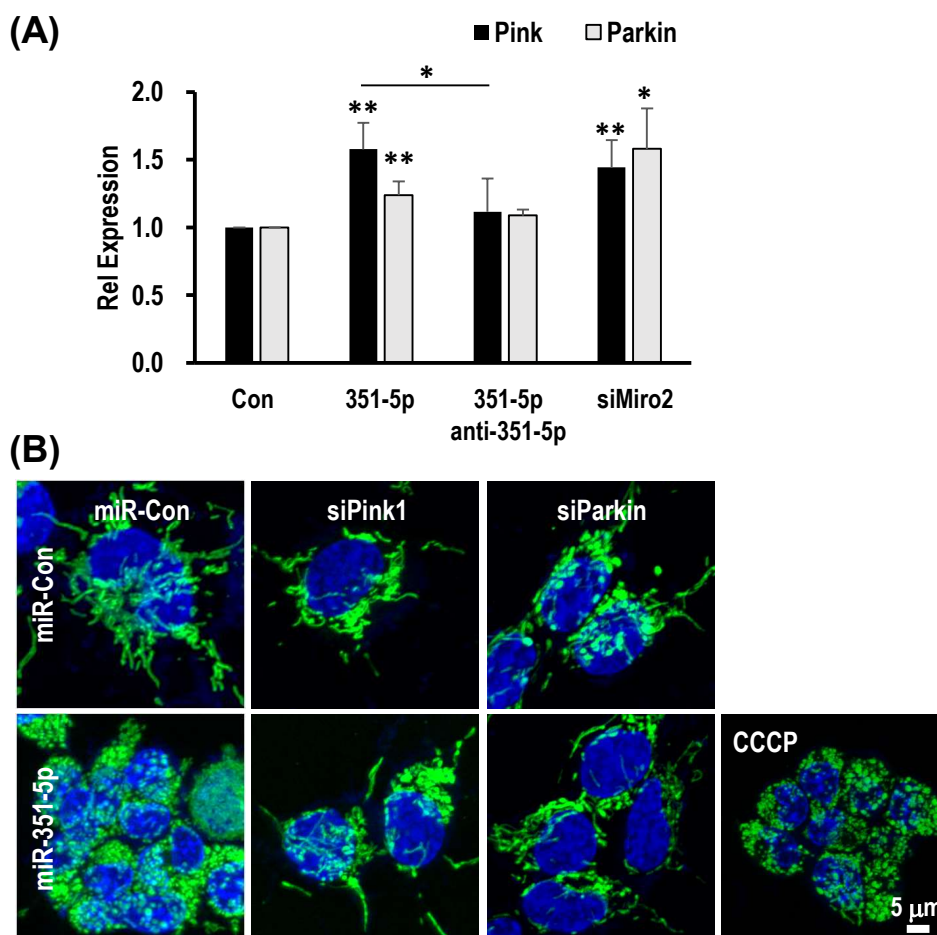 (A)
Pink Parkin
*
2.0
1.5
1.0
0.5
0.0
Rel Expression
** ** ** *
Con 351-5p 351-5p siMiro2
anti-351-5p
(B)
miR-Con siPink1 siParkin
miR-Con
miR-351-5p
CCCP
5 μm